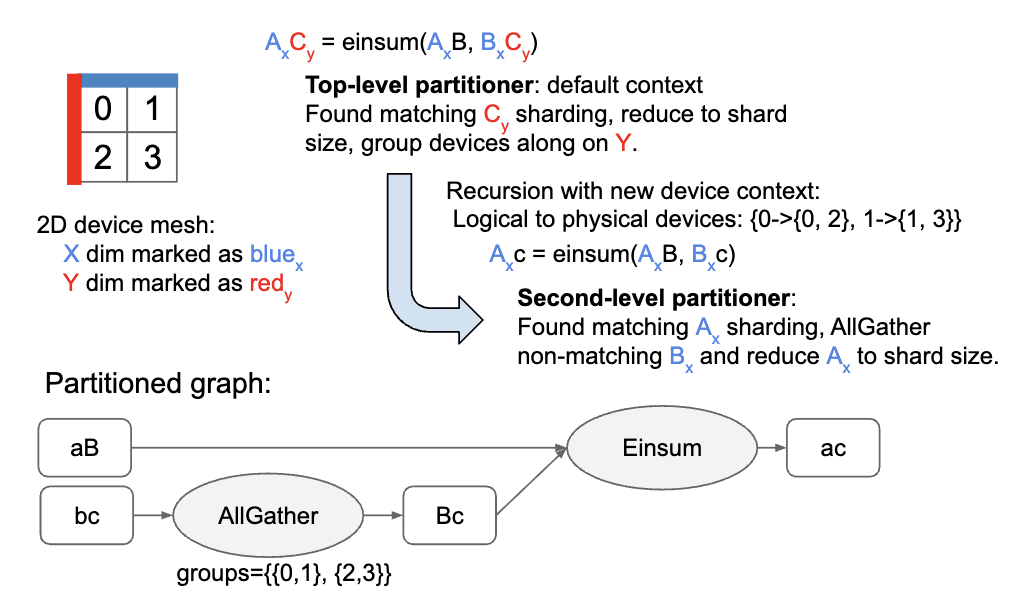 AxCy = einsum(AxB, BxCy)
Top-level partitioner: default context
Found matching Cy sharding, reduce to shard
size, group devices along on Y.
0 1
2 3
2D device mesh:
X dim marked as bluex
Y dim marked as redy
Recursion with new device context:
Logical to physical devices: {0->{0, 2}, 1->{1, 3}}
Axc = einsum(AxB, Bxc)
Second-level partitioner:
Found matching Ax sharding, AllGather
non-matching Bx and reduce Ax to shard size.
Partitioned graph:
aB
Einsum
ac
bc
AllGather
Bc
groups={{0,1}, {2,3}}